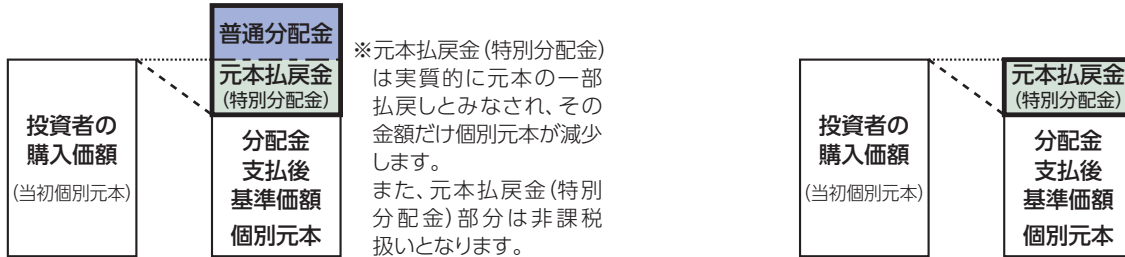 普通分配金
元本払戻金
(特別分配金)
投資者の
購入価額
(当初個別元本)
分配金
支払後
基準価額
個別元本
※元本払戻金(特別分配金)
は実質的に元本の一部
払戻しとみなされ、その
金額だけ個別元本が減少
します。
また、元本払戻金(特別
分配金)部分は非課税
扱いとなります。
投資者の
購入価額
(当初個別元本)
元本払戻金
(特別分配金)
分配金
支払後
基準価額
個別元本